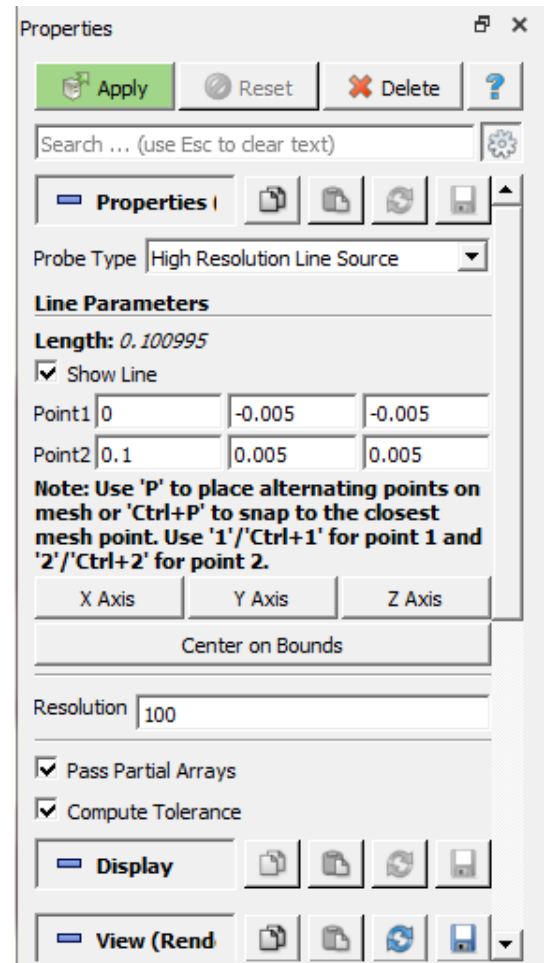 Properties
Apply Reset Delete ?
Search ... (use Esc to clear text)
Properties (
Probe Type High Resolution Line Source
Line Parameters
Length: 0.100995
Show Line
Point1 0 -0.005 -0.005
Point2 0.1 0.005 0.005
Note: Use 'P' to place alternating points on
mesh or 'Ctrl+P' to snap to the closest
mesh point. Use '1'/'Ctrl+1' for point 1 and
'2'/'Ctrl+2' for point 2.
X Axis Y Axis Z Axis
Center on Bounds
Resolution 100
Pass Partial Arrays
Compute Tolerance
Display
View (Rend